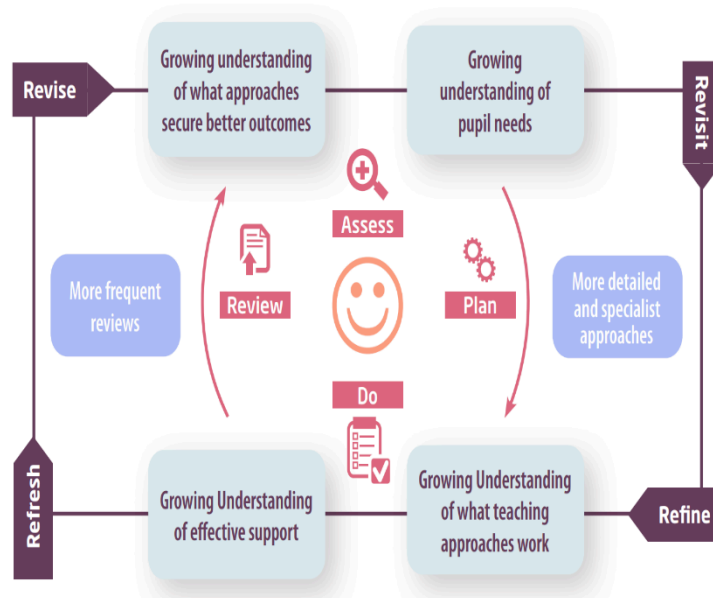 Revise
Growing understanding
of what approaches
secure better outcomes
Growing
understanding of
pupil needs
Revisit
Assess
Review
Plan
More frequent
reviews
More detailed
and specialist
approaches
Do
Refresh
Growing Understanding
of effective support
Growing Understanding
of what teaching
approaches work
Refine